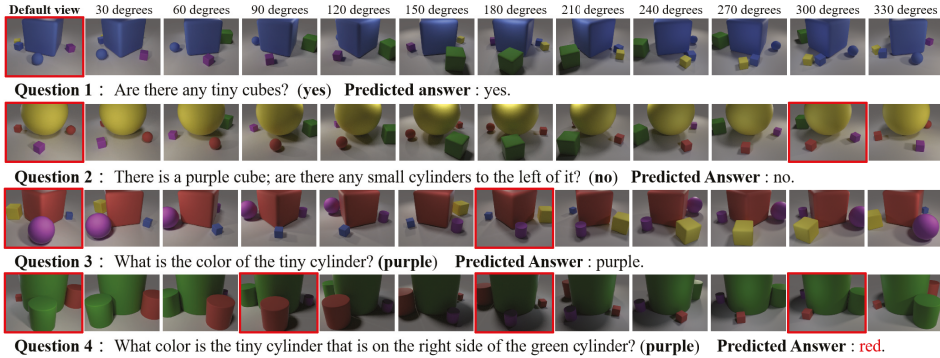 Default view 30 degrees 60 degrees 90 degrees 120 degrees 150 degrees 180 degrees 210 degrees 240 degrees 270 degrees 300 degrees 330 degrees
Question 1 : Are there any tiny cubes? (yes) Predicted answer : yes.
Question 2 : There is a purple cube; are there any small cylinders to the left of it? (no) Predicted Answer : no.
Question 3 : What is the color of the tiny cylinder? (purple) Predicted Answer : purple.
Question 4 : What color is the tiny cylinder that is on the right side of the green cylinder? (purple) Predicted Answer : red.